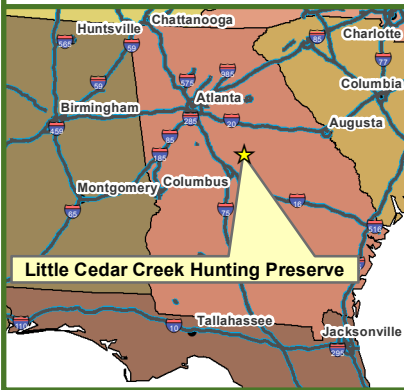 Chattanooga
Huntsville
Charlotte
565
59
85
77
985
575
59
Columbia
Birmingham
Atlanta
285
20
Augusta
459
85
185
Montgomery
Columbus
65
75
16
516
Little Cedar Creek Hunting Preserve
110
10
Tallahassee
Jacksonville
295